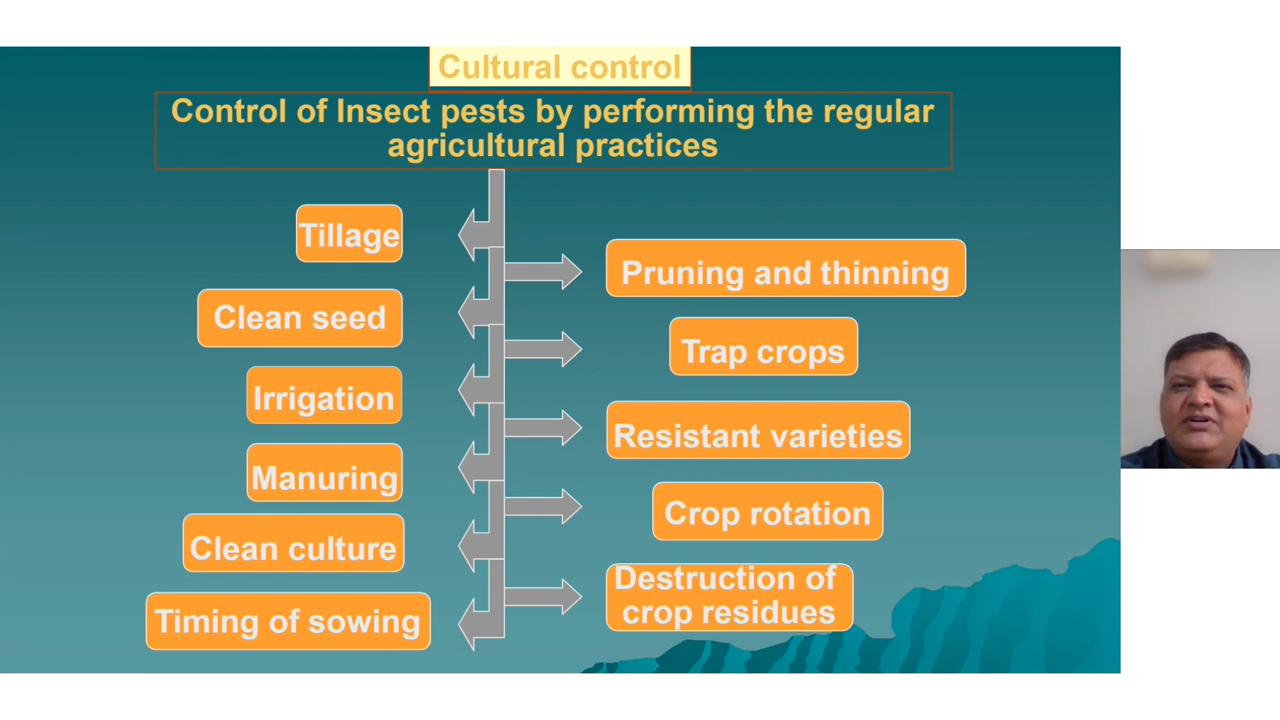 Cultural control
Control of Insect pests by performing the regular
agricultural practices
Tillage
Pruning and thinning
Clean seed
Trap crops
Irrigation
Resistant varieties
Manuring
Crop rotation
Clean culture
Destruction of
crop residues
Timing of sowing